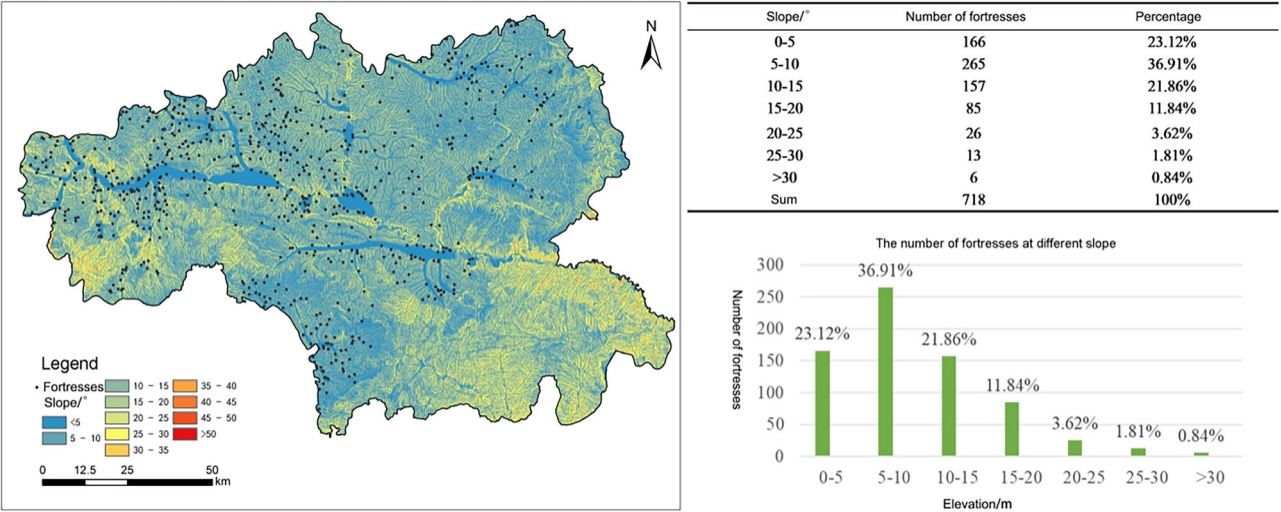 N
Legend
Fortresses
Slope/°
<5
5 - 10
10 - 15
15 - 20
20 - 25
25 - 30
30 - 35
35 - 40
40 - 45
45 - 50
>50
0 12.5 25 50
km
Slope/° Number of fortresses Percentage
0-5 166 23.12%
5-10 265 36.91%
10-15 157 21.86%
15-20 85 11.84%
20-25 26 3.62%
25-30 13 1.81%
>30 6 0.84%
Sum 718 100%
The number of fortresses at different slope
Number of fortresses
300
250
200
150
100
50
0
23.12%
36.91%
21.86%
11.84%
3.62%
1.81%
0.84%
0-5 5-10 10-15 15-20 20-25 25-30 >30
Elevation/m